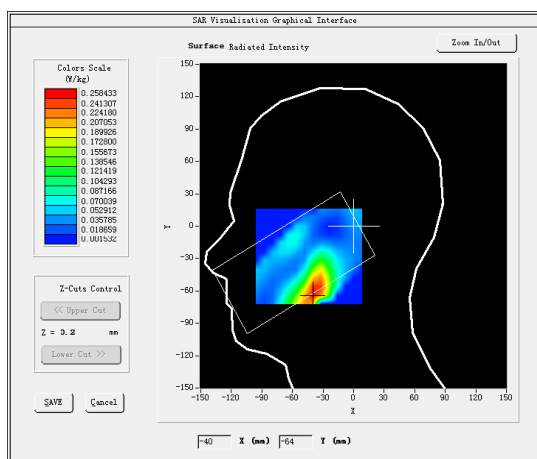 SAR Visualisation Graphical Interface
Surface Radiated Intensity
Zoom In/Out
Colors Scale
(W/kg)
0.258433
0.241307
0.224180
0.207053
0.189926
0.172800
0.155673
0.138546
0.121419
0.104293
0.087166
0.070039
0.052912
0.035785
0.018659
0.001532
Z-Cuts Control
<< Upper Cut
Z = 0.2 mm
Lower Cut >>
SAVE Cancel
150
120
90
60
30
0
-30
-60
-90
-120
-150
Y
-150 -120 -90 -60 -30 0 30 60 90 120 150
X
-40 X (mm) -64 Y (mm)